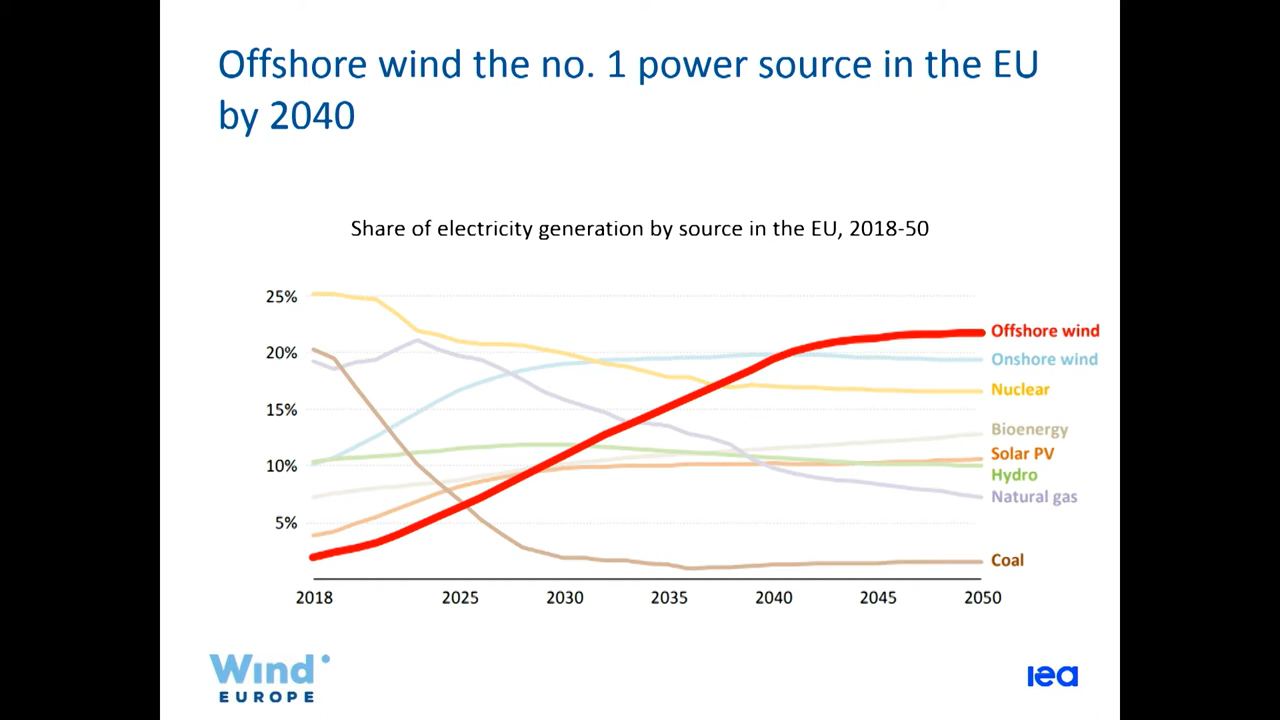 Offshore wind the no. 1 power source in the EU
by 2040
Share of electricity generation by source in the EU, 2018-50
25%
20%
15%
10%
5%
Offshore wind
Onshore wind
Nuclear
Bioenergy
Solar PV
Hydro
Natural gas
Coal
2018 2025 2030 2035 2040 2045 2050
Wind
EUROPE
iea